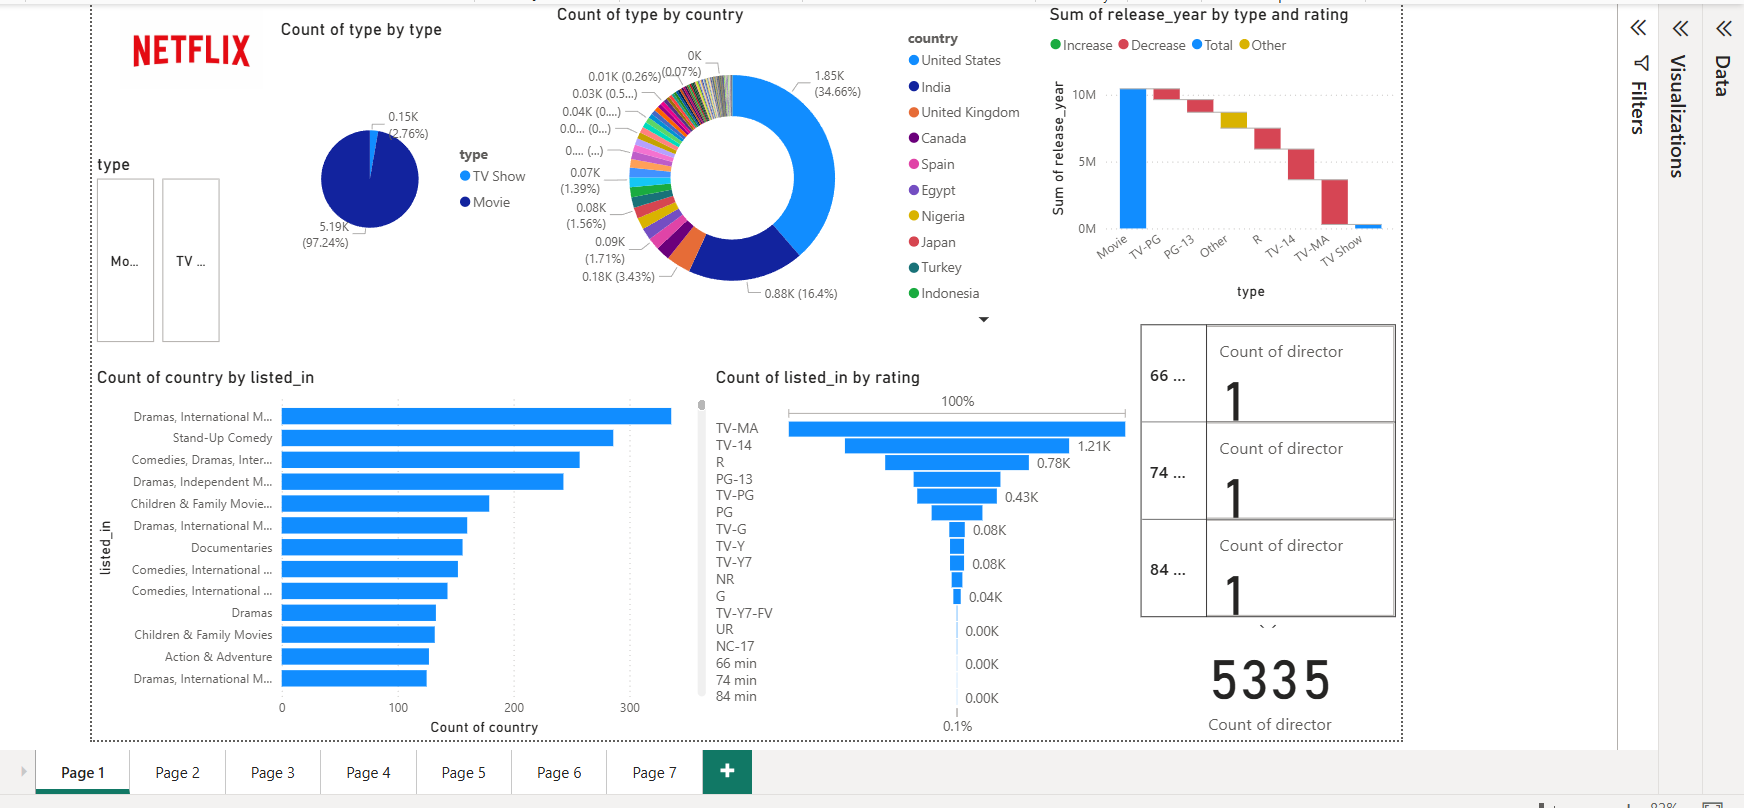 NETFLIX
Count of type by type
0.15K
(2.76%)
5.19K
(97.24%)
type
TV Show
Movie
type
Mo...
TV ...
Count of type by country
0K
(0.07%)
0.01K (0.26%)
0.03K (0.5...)
0.04K (0....)
0.0... (0...)
0.... (...)
0.07K
(1.39%)
0.08K
(1.56%)
0.09K
(1.71%)
0.18K (3.43%)
0.88K (16.4%)
1.85K
(34.66%)
country
United States
India
United Kingdom
Canada
Spain
Egypt
Nigeria
Japan
Turkey
Indonesia
Sum of release_year by type and rating
Increase Decrease Total Other
Sum of release_year
10M
5M
0M
Movie
TV-PG
PG-13
Other
R
TV-14
TV-MA
TV Show
type
Count of country by listed_in
listed_in
Dramas, International M...
Stand-Up Comedy
Comedies, Dramas, Inter...
Dramas, Independent M...
Children & Family Movie...
Dramas, International M...
Documentaries
Comedies, International ...
Comedies, International ...
Dramas
Children & Family Movies
Action & Adventure
Dramas, International M...
0 100 200 300
Count of country
Count of listed_in by rating
100%
TV-MA
TV-14 1.21K
R 0.78K
PG-13
TV-PG 0.43K
PG
TV-G 0.08K
TV-Y
TV-Y7 0.08K
NR
G 0.04K
TV-Y7-FV
UR 0.00K
NC-17
66 min 0.00K
74 min
84 min 0.00K
0.1%
66 ...
Count of director
1
74 ...
Count of director
1
84 ...
Count of director
1
5335
Count of director
Filters
Visualizations
Data
Page 1 Page 2 Page 3 Page 4 Page 5 Page 6 Page 7 +